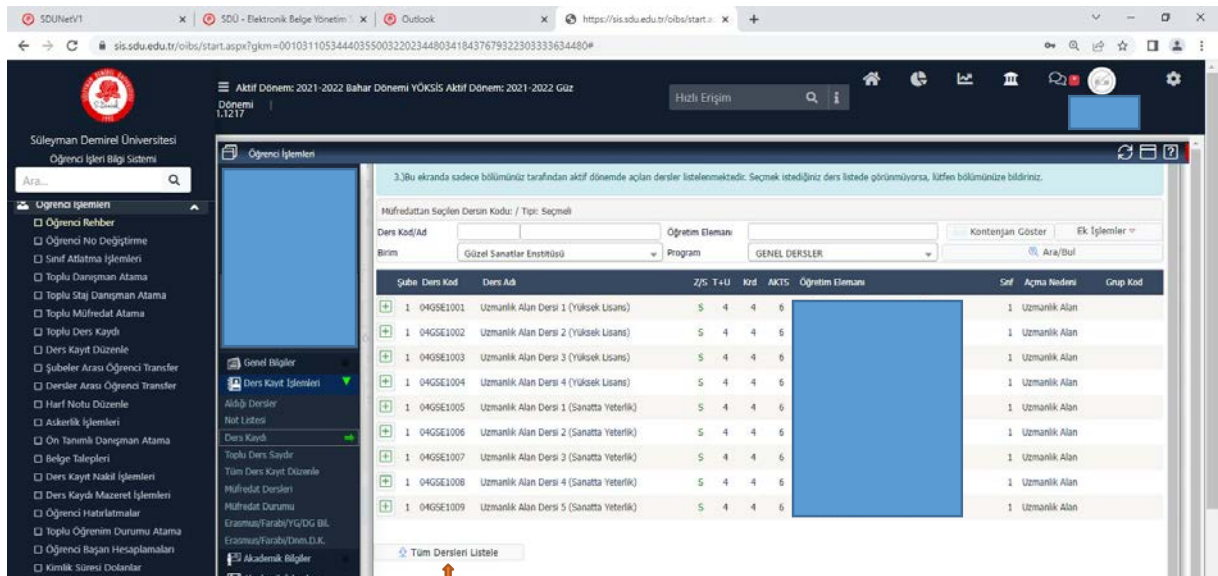 SDUNetV1
SDÜ - Elektronik Belge Yönetim S
Outlook
https://sis.sdu.edu.tr/oibs/start.a
sis.sdu.edu.tr/oibs/start.aspx?gkm=
Aktif Dönem: 2021-2022 Bahar Dönemi YÖKSİS Aktif Dönem: 2021-2022 Güz
Dönemi |
1.1217
Hızlı Erişim
Süleyman Demirel Üniversitesi
Öğrenci İşleri Bilgi Sistemi
Ara...
Öğrenci İşlemleri
Öğrenci Rehber
Öğrenci No Değiştirme
Sınıf Atlatma İşlemleri
Toplu Danışman Atama
Toplu Staj Danışman Atama
Toplu Müfredat Atama
Toplu Ders Kaydı
Ders Kayıt Düzenle
Şubeler Arası Öğrenci Transfer
Dersler Arası Öğrenci Transfer
Harf Notu Düzenle
Askerlik İşlemleri
Ön Tanımlı Danışman Atama
Belge Talepleri
Ders Kayıt Nakil İşlemleri
Ders Kaydı Mazeret İşlemleri
Öğrenci Hatırlatmalar
Toplu Öğrenim Durumu Atama
Öğrenci Başarı Hesaplamaları
Kimlik Süresi Dolanlar
Öğrenci İşlemleri
Genel Bilgiler
Ders Kayıt İşlemleri
Aldığı Dersler
Not Listesi
Ders Kaydı
Toplu Ders Saydır
Tüm Ders Kayıt Düzenle
Müfredat Dersleri
Müfredat Durumu
Erasmus/Farabi/YG/DG Bil.
Erasmus/Farabi/Dnm.D.K.
Akademik Bilgiler
3.)Bu ekranda sadece bölümünüz tarafından aktif dönemde açılan dersler listelenmektedir. Seçmek istediğiniz ders listede görünmüyorsa, lütfen bölümünüze bildiriniz.
Müfredattan Seçilen Dersin Kodu: / Tipi: Seçmeli
Ders Kod/Ad Öğretim Elemanı Kontenjan Göster Ek İşlemler
Birim Güzel Sanatlar Enstitüsü Program GENEL DERSLER Ara/Bul
Şube Ders Kod Ders Adı Z/S T+U Krd AKTS Öğretim Elemanı Sınıf Açma Nedeni Grup Kod
1 04GSE1001 Uzmanlık Alan Dersi 1 (Yüksek Lisans) S 4 4 6 1 Uzmanlık Alan
1 04GSE1002 Uzmanlık Alan Dersi 2 (Yüksek Lisans) S 4 4 6 1 Uzmanlık Alan
1 04GSE1003 Uzmanlık Alan Dersi 3 (Yüksek Lisans) S 4 4 6 1 Uzmanlık Alan
1 04GSE1004 Uzmanlık Alan Dersi 4 (Yüksek Lisans) S 4 4 6 1 Uzmanlık Alan
1 04GSE1005 Uzmanlık Alan Dersi 1 (Sanatta Yeterlik) S 4 4 6 1 Uzmanlık Alan
1 04GSE1006 Uzmanlık Alan Dersi 2 (Sanatta Yeterlik) S 4 4 6 1 Uzmanlık Alan
1 04GSE1007 Uzmanlık Alan Dersi 3 (Sanatta Yeterlik) S 4 4 6 1 Uzmanlık Alan
1 04GSE1008 Uzmanlık Alan Dersi 4 (Sanatta Yeterlik) S 4 4 6 1 Uzmanlık Alan
1 04GSE1009 Uzmanlık Alan Dersi 5 (Sanatta Yeterlik) S 4 4 6 1 Uzmanlık Alan
Tüm Dersleri Listele